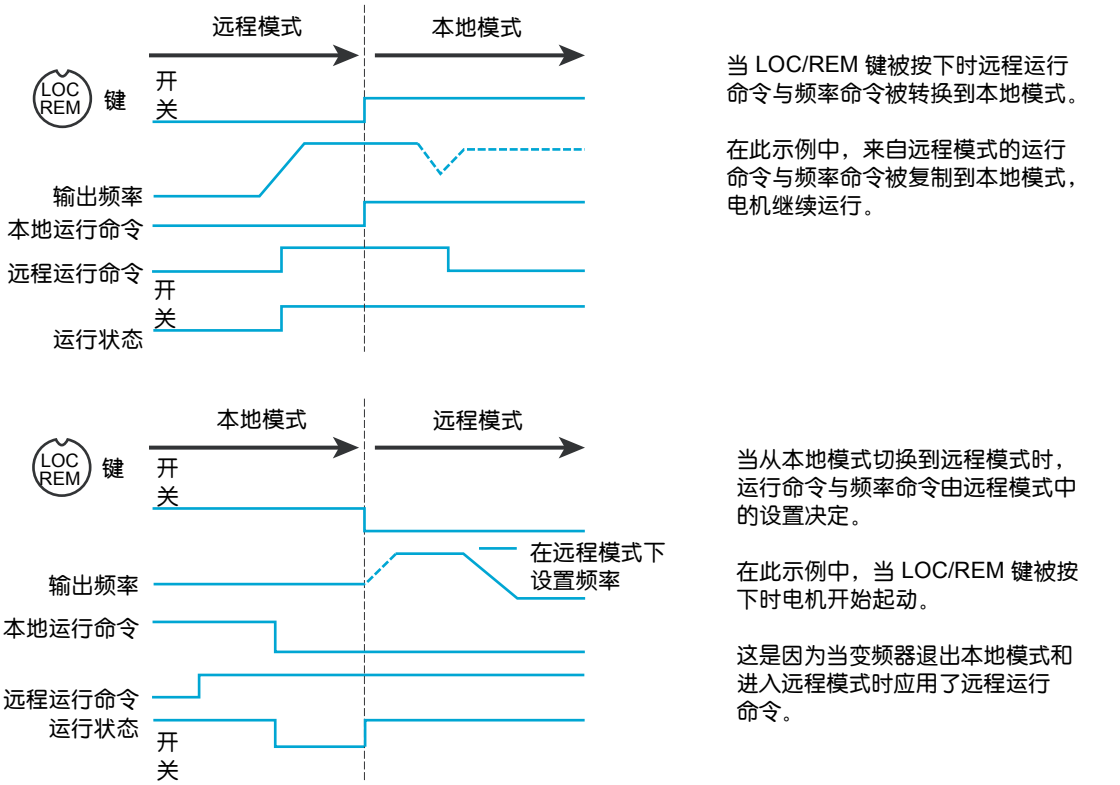 远程模式
本地模式
LOC
REM
键
开
关
输出频率
本地运行命令
远程运行命令
开
关
运行状态
当 LOC/REM 键被按下时远程运行
命令与频率命令被转换到本地模式。
在此示例中，来自远程模式的运行
命令与频率命令被复制到本地模式，
电机继续运行。
本地模式
远程模式
LOC
REM
键
开
关
在远程模式下
设置频率
输出频率
本地运行命令
远程运行命令
运行状态
开
关
当从本地模式切换到远程模式时，
运行命令与频率命令由远程模式中
的设置决定。
在此示例中，当 LOC/REM 键被按
下时电机开始起动。
这是因为当变频器退出本地模式和
进入远程模式时应用了远程运行
命令。